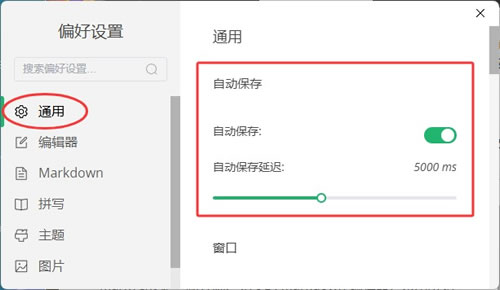 偏好设置
搜索偏好设置...
通用
编辑器
Markdown
拼写
主题
图片
通用
自动保存
自动保存:
自动保存延迟: 5000 ms
窗口